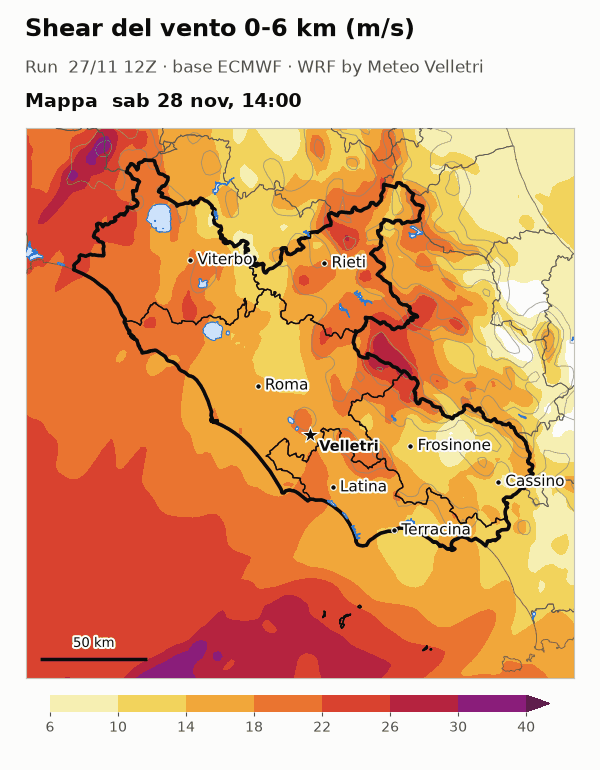 Shear del vento 0-6 km (m/s)
Run  27/11 12Z · base ECMWF · WRF by Meteo Velletri
Mappa  sab 28 nov, 14:00
Viterbo
Rieti
Roma
Velletri
Frosinone
Latina
Cassino
Terracina
50 km
6 10 14 18 22 26 30 40